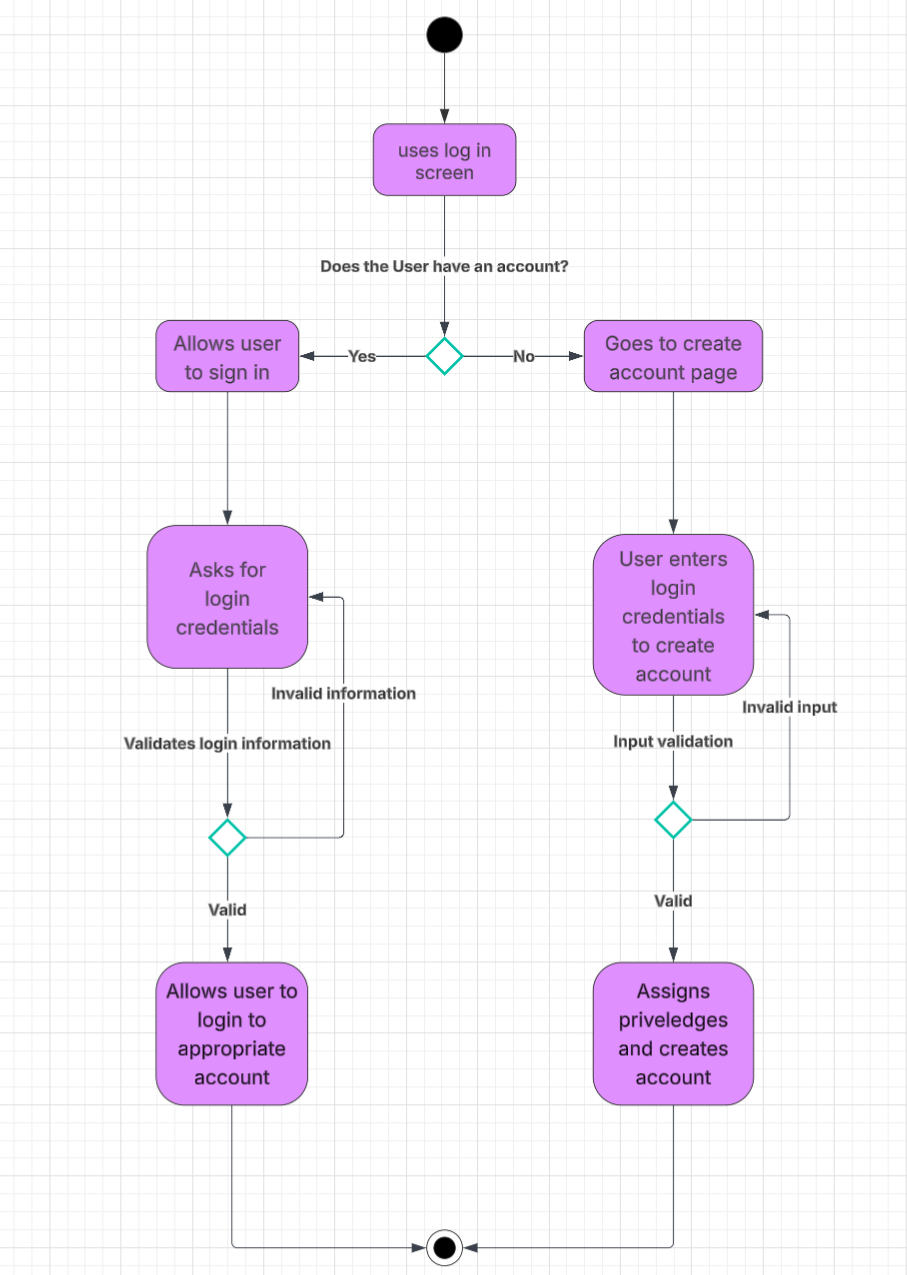 uses log in
screen
Does the User have an account?
Allows user
to sign in
Yes
No
Goes to create
account page
Asks for
login
credentials
User enters
login
credentials
to create
account
Invalid information
Invalid input
Validates login information
Input validation
Valid
Valid
Allows user to
login to
appropriate
account
Assigns
priveledges
and creates
account